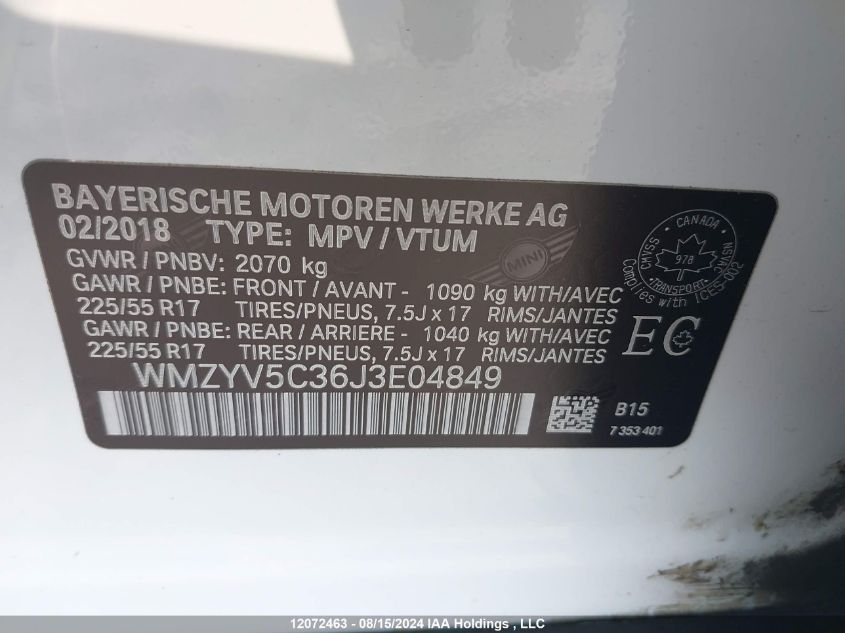 BAYERISCHE MOTOREN WERKE AG
02/2018 TYPE: MPV / VTUM
GVWR / PNBV: 2070 kg
GAWR / PNBE: FRONT / AVANT - 1090 kg WITH/AVEC
225/55 R17 TIRES/PNEUS, 7.5J x 17 RIMS/JANTES
GAWR / PNBE: REAR / ARRIERE - 1040 kg WITH/AVEC
225/55 R17 TIRES/PNEUS, 7.5J x 17 RIMS/JANTES
WMZYV5C36J3E04849
MINI
CMISS - CANADA - NSVAC
978
TRANSPORT
Complies with ICES-002
EC
B15
7 353 401
12072463 - 08/15/2024 IAA Holdings , LLC